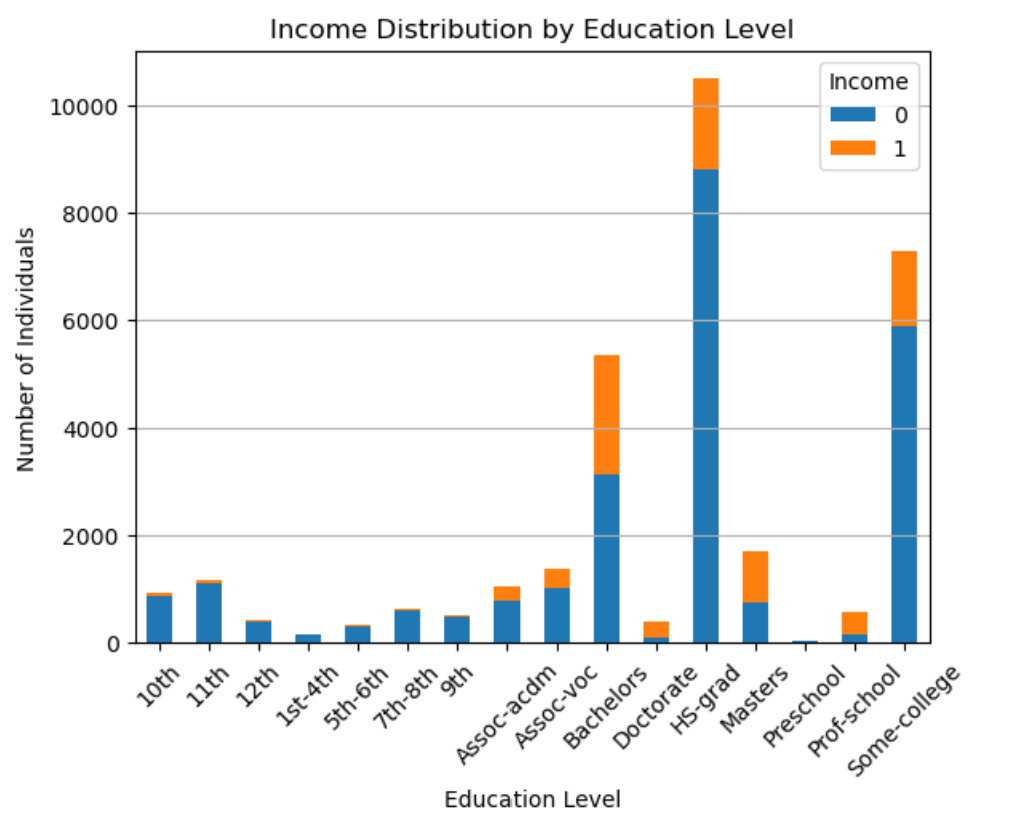 Income Distribution by Education Level
Income
0
1
Number of Individuals
10000
8000
6000
4000
2000
0
10th
11th
12th
1st-4th
5th-6th
7th-8th
9th
Assoc-acdm
Assoc-voc
Bachelors
Doctorate
HS-grad
Masters
Preschool
Prof-school
Some-college
Education Level